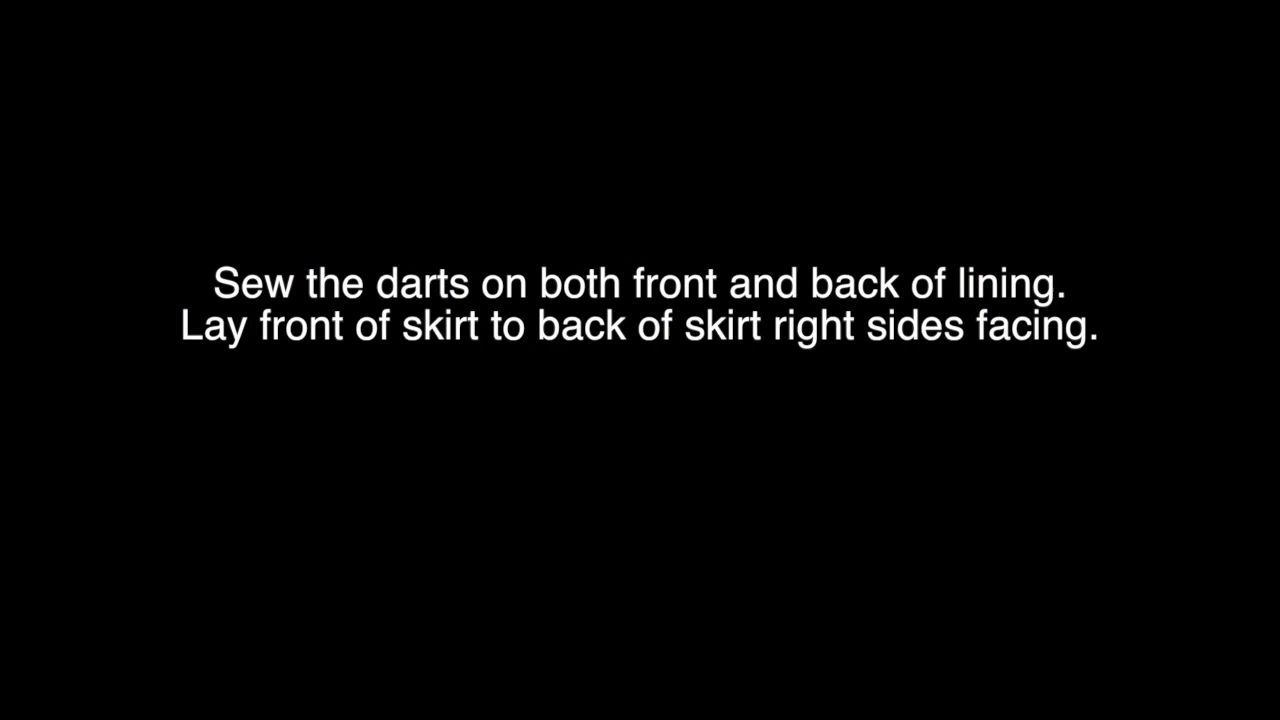 Sew the darts on both front and back of lining.
Lay front of skirt to back of skirt right sides facing.